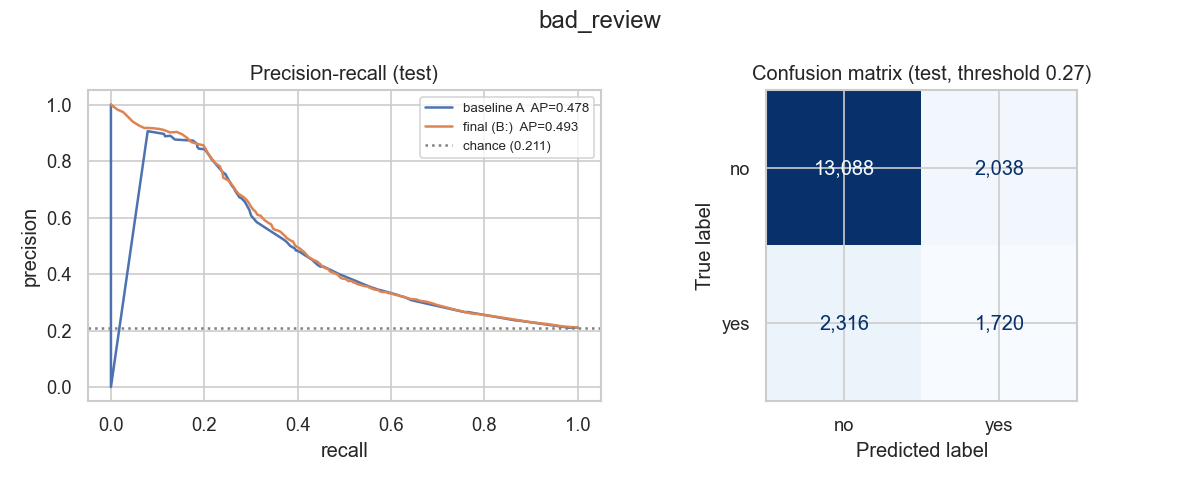 bad_review
Precision-recall (test)
1.0
0.8
0.6
0.4
0.2
0.0
precision
baseline A AP=0.478
final (B:) AP=0.493
chance (0.211)
0.0 0.2 0.4 0.6 0.8 1.0
recall
Confusion matrix (test, threshold 0.27)
True label
no 13,088 2,038
yes 2,316 1,720
no yes
Predicted label